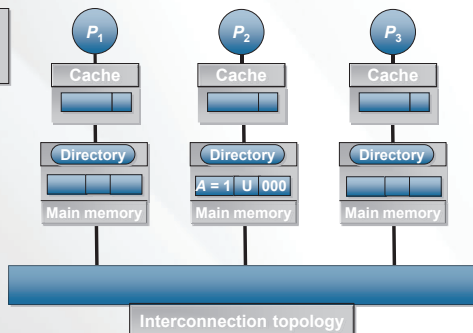 P1 P2 P3
Cache Cache Cache
Directory Directory Directory
A = 1 U 000
Main memory Main memory Main memory
Interconnection topology